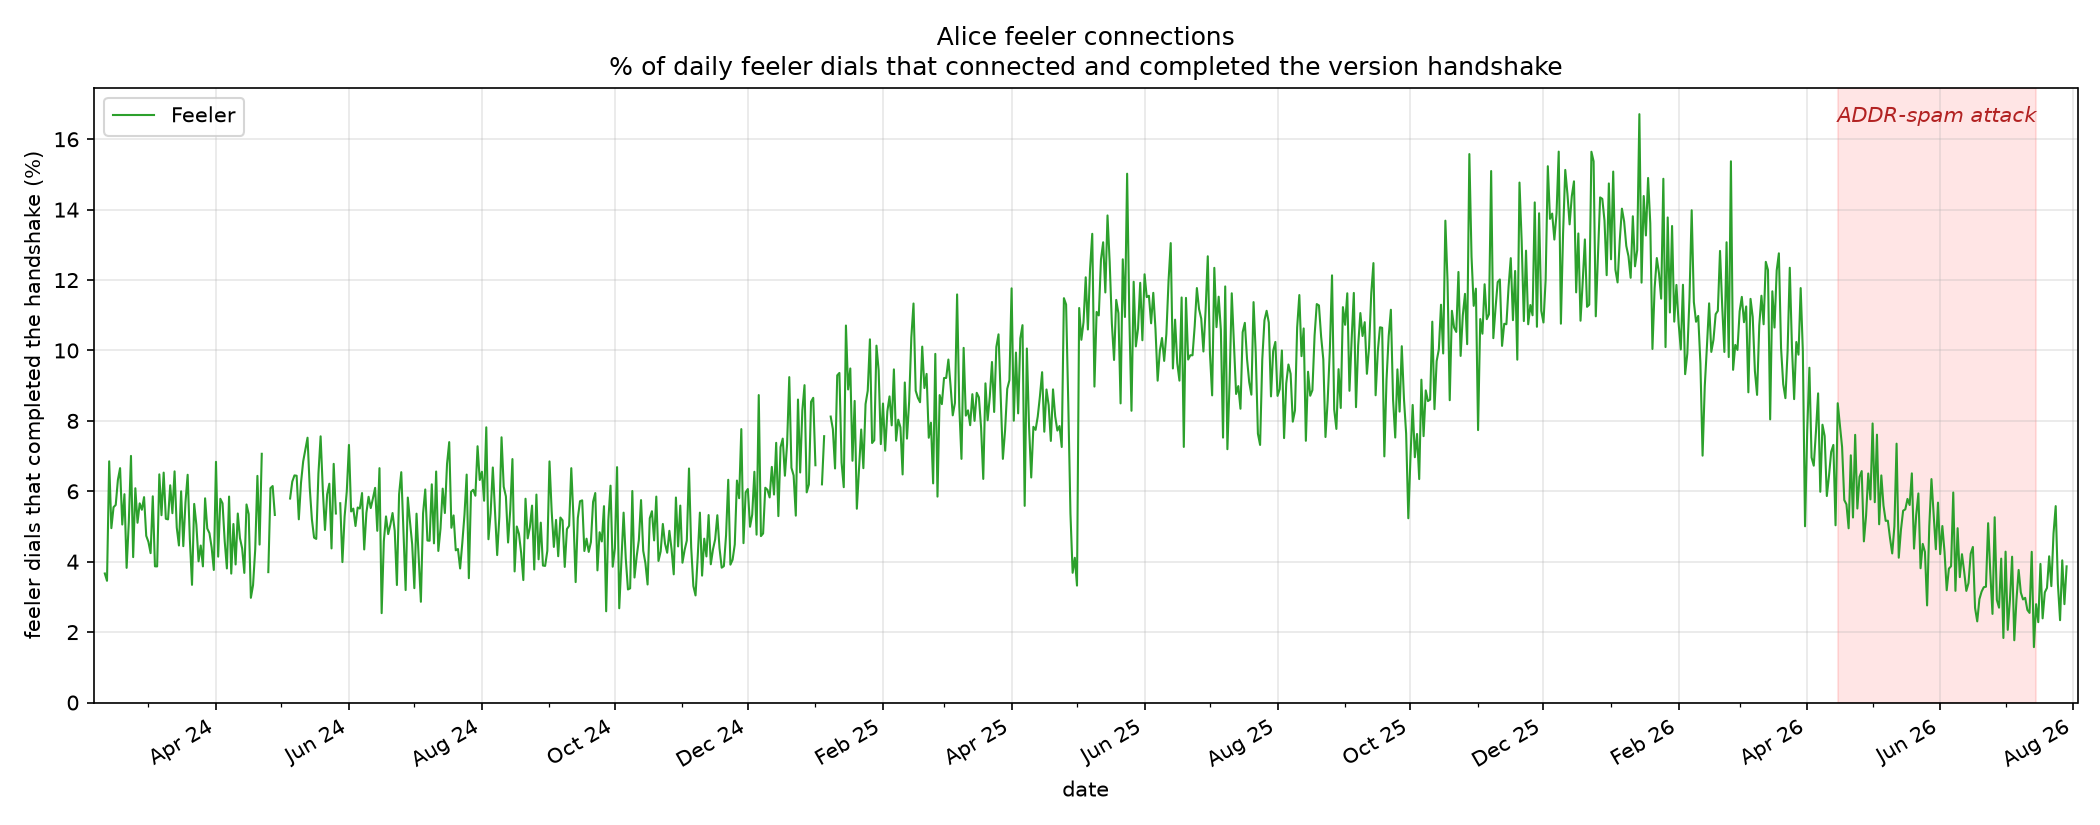 Alice feeler connections
% of daily feeler dials that connected and completed the version handshake
Feeler
ADDR-spam attack
feeler dials that completed the handshake (%)
16
14
12
10
8
6
4
2
0
Apr 24
Jun 24
Aug 24
Oct 24
Dec 24
Feb 25
Apr 25
Jun 25
Aug 25
Oct 25
Dec 25
Feb 26
Apr 26
Jun 26
Aug 26
date